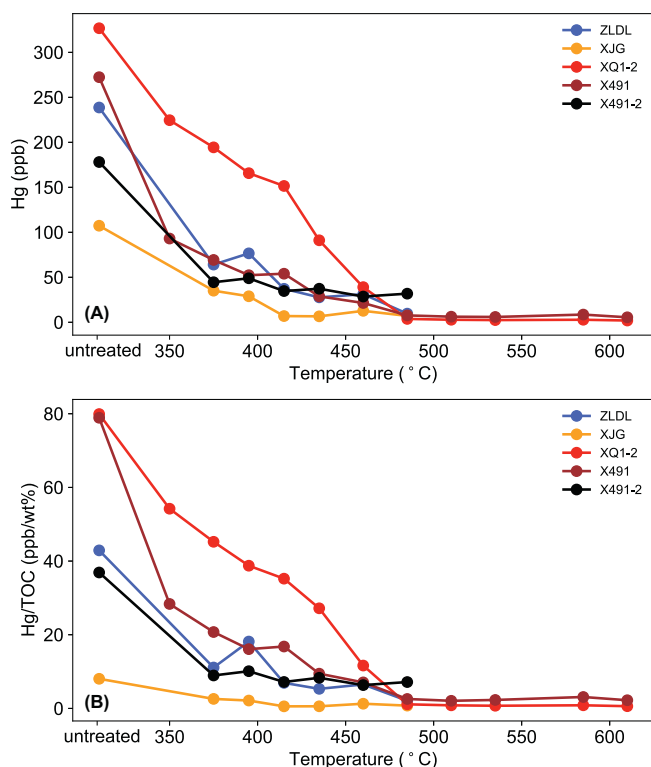 ZLDL
XJG
XQ1-2
X491
X491-2
Hg (ppb)
300
250
200
150
100
50
0
(A)
untreated 350 400 450 500 550 600
Temperature ( ° C)
ZLDL
XJG
XQ1-2
X491
X491-2
Hg/TOC (ppb/wt%)
80
60
40
20
0
(B)
untreated 350 400 450 500 550 600
Temperature ( ° C)